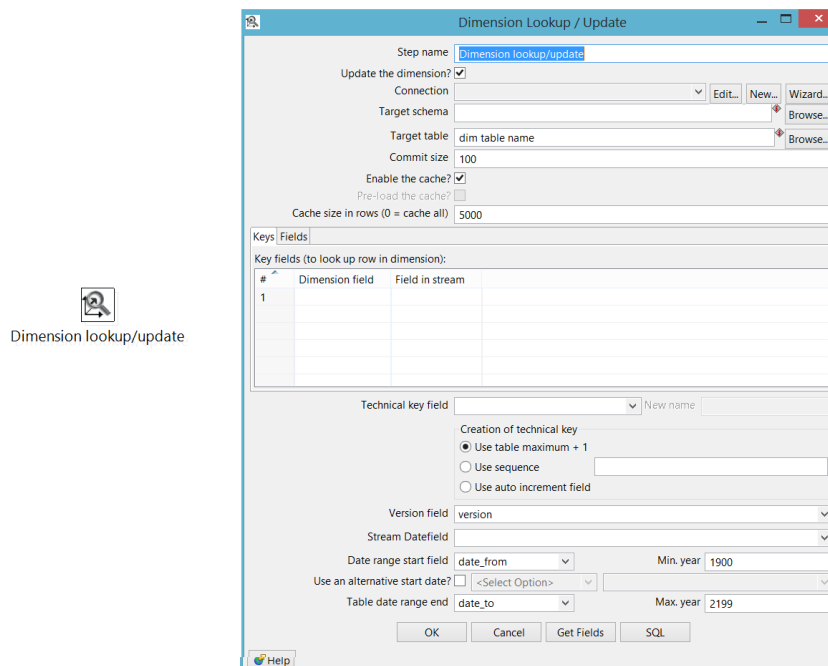 Dimension Lookup / Update
Step name Dimension lookup/update
Update the dimension?
Connection Edit... New... Wizard...
Target schema Browse...
Target table dim table name Browse...
Commit size 100
Enable the cache?
Pre-load the cache?
Cache size in rows (0 = cache all) 5000
Keys Fields
Key fields (to look up row in dimension):
# Dimension field Field in stream
1
Dimension lookup/update
Technical key field New name
Creation of technical key
Use table maximum + 1
Use sequence
Use auto increment field
Version field version
Stream Datefield
Date range start field date_from Min. year 1900
Use an alternative start date? <Select Option>
Table date range end date_to Max. year 2199
OK Cancel Get Fields SQL
Help